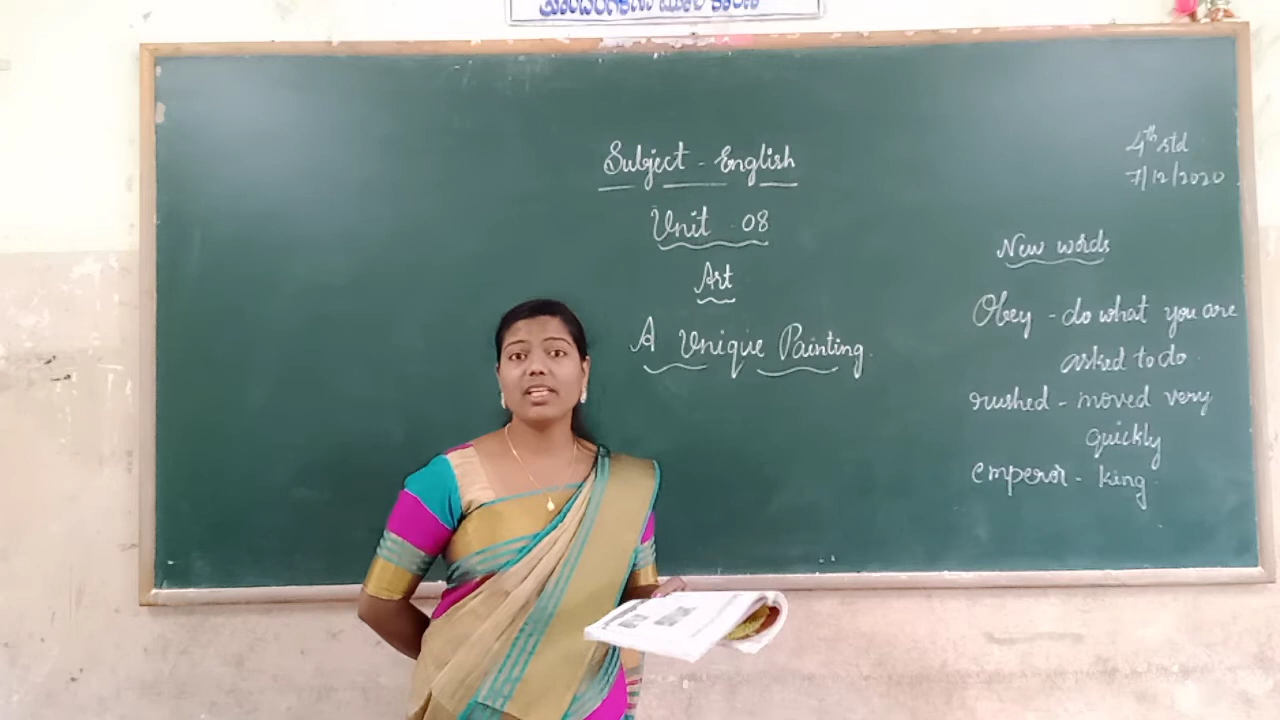 Subject - English
Unit - 08
Art
A Unique Painting.
4th std
7/12/2020
New words
Obey - do what you are
asked to do.
rushed - moved very
quickly
emperor - king.